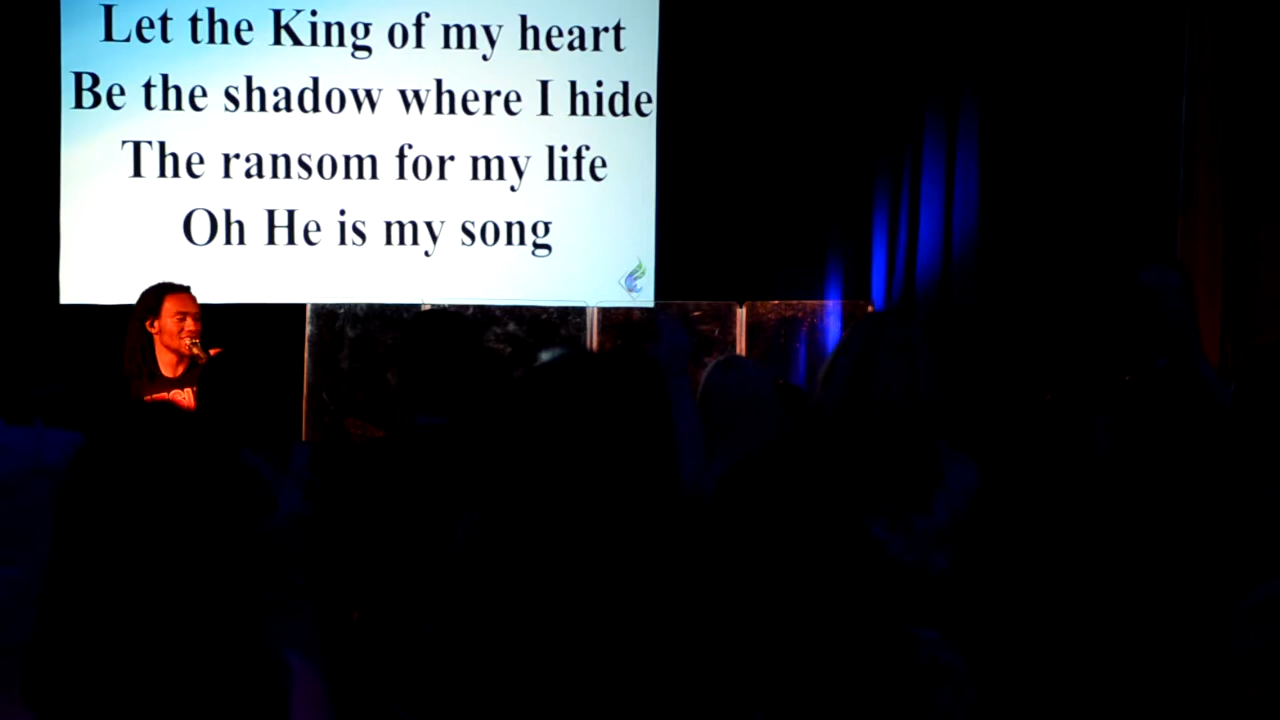 Let the King of my heart
Be the shadow where I hide
The ransom for my life
Oh He is my song